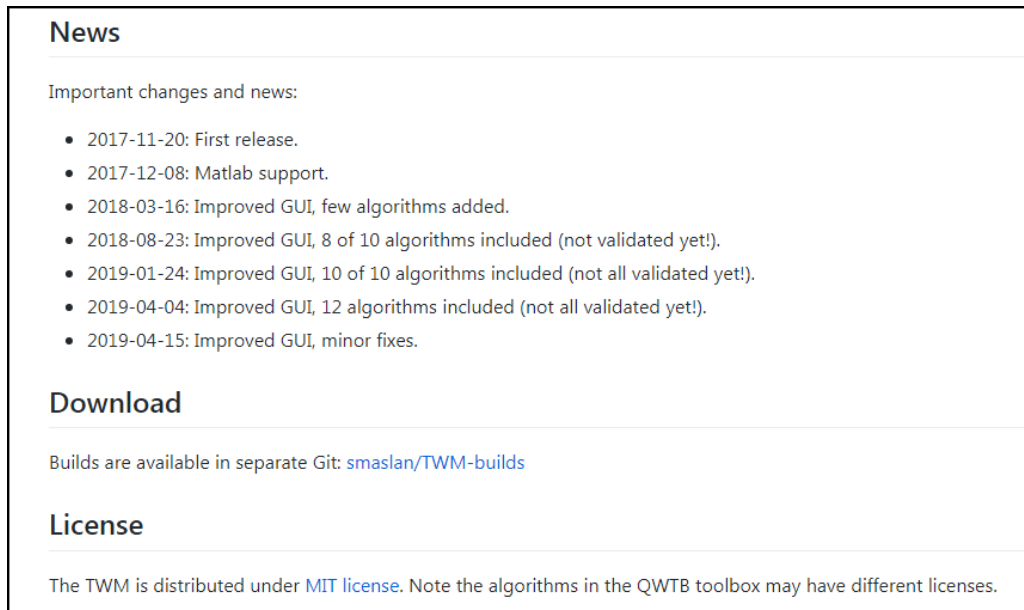 News
Important changes and news:
2017-11-20: First release.
2017-12-08: Matlab support.
2018-03-16: Improved GUI, few algorithms added.
2018-08-23: Improved GUI, 8 of 10 algorithms included (not validated yet!).
2019-01-24: Improved GUI, 10 of 10 algorithms included (not all validated yet!).
2019-04-04: Improved GUI, 12 algorithms included (not all validated yet!).
2019-04-15: Improved GUI, minor fixes.
Download
Builds are available in separate Git: smaslan/TWM-builds
License
The TWM is distributed under MIT license. Note the algorithms in the QWTB toolbox may have different licenses.